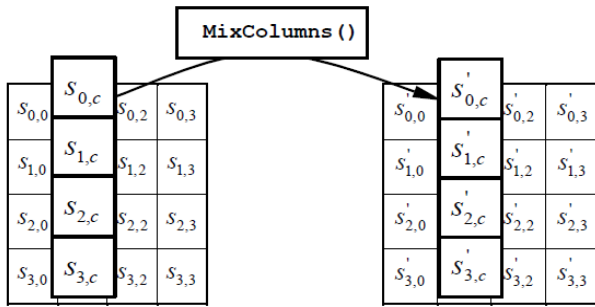 MixColumns()
S0,0 S0,c S0,2 S0,3 S'0,0 S'0,c S'0,2 S'0,3
S1,0 S1,c S1,2 S1,3 S'1,0 S'1,c S'1,2 S'1,3
S2,0 S2,c S2,2 S2,3 S'2,0 S'2,c S'2,2 S'2,3
S3,0 S3,c S3,2 S3,3 S'3,0 S'3,c S'3,2 S'3,3